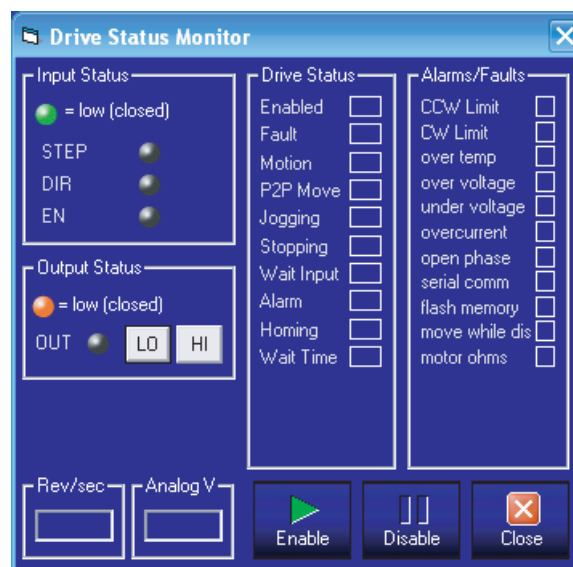 Drive Status Monitor
Input Status
= low (closed)
STEP
DIR
EN
Output Status
= low (closed)
OUT LO HI
Drive Status
Enabled
Fault
Motion
P2P Move
Jogging
Stopping
Wait Input
Alarm
Homing
Wait Time
Alarms/Faults
CCW Limit
CW Limit
over temp
over voltage
under voltage
overcurrent
open phase
serial comm
flash memory
move while dis
motor ohms
Rev/sec
Analog V
Enable
Disable
Close